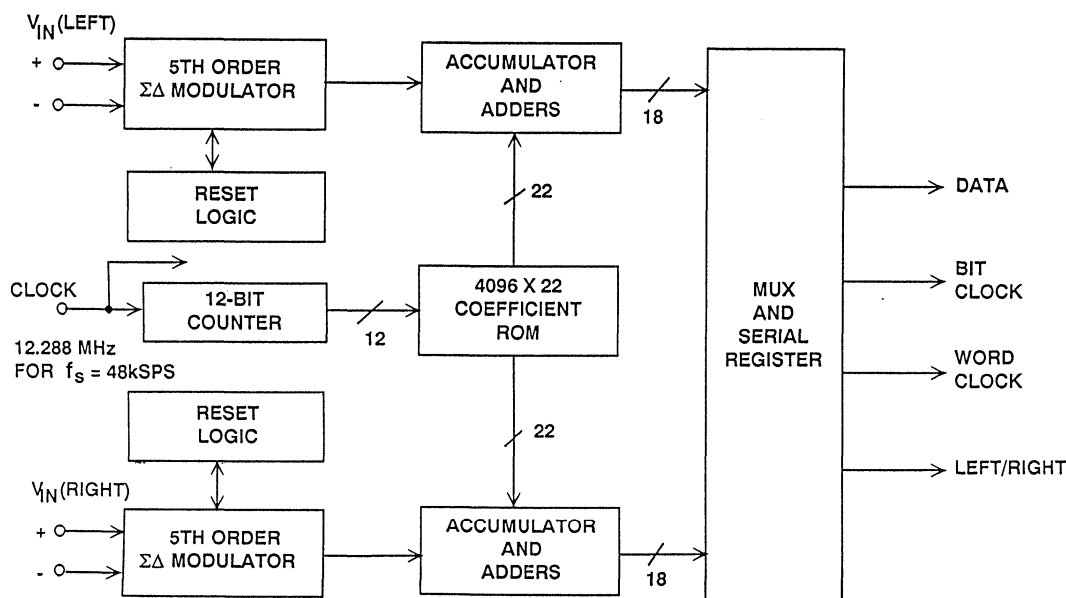 V_IN (LEFT)
+
-
5TH ORDER
ΣΔ MODULATOR
ACCUMULATOR
AND
ADDERS
18
RESET
LOGIC
22
CLOCK
12-BIT
COUNTER
12
4096 X 22
COEFFICIENT
ROM
12.288 MHz
FOR f_s = 48kSPS
MUX
AND
SERIAL
REGISTER
DATA
BIT
CLOCK
WORD
CLOCK
LEFT/RIGHT
RESET
LOGIC
22
V_IN (RIGHT)
+
-
5TH ORDER
ΣΔ MODULATOR
ACCUMULATOR
AND
ADDERS
18